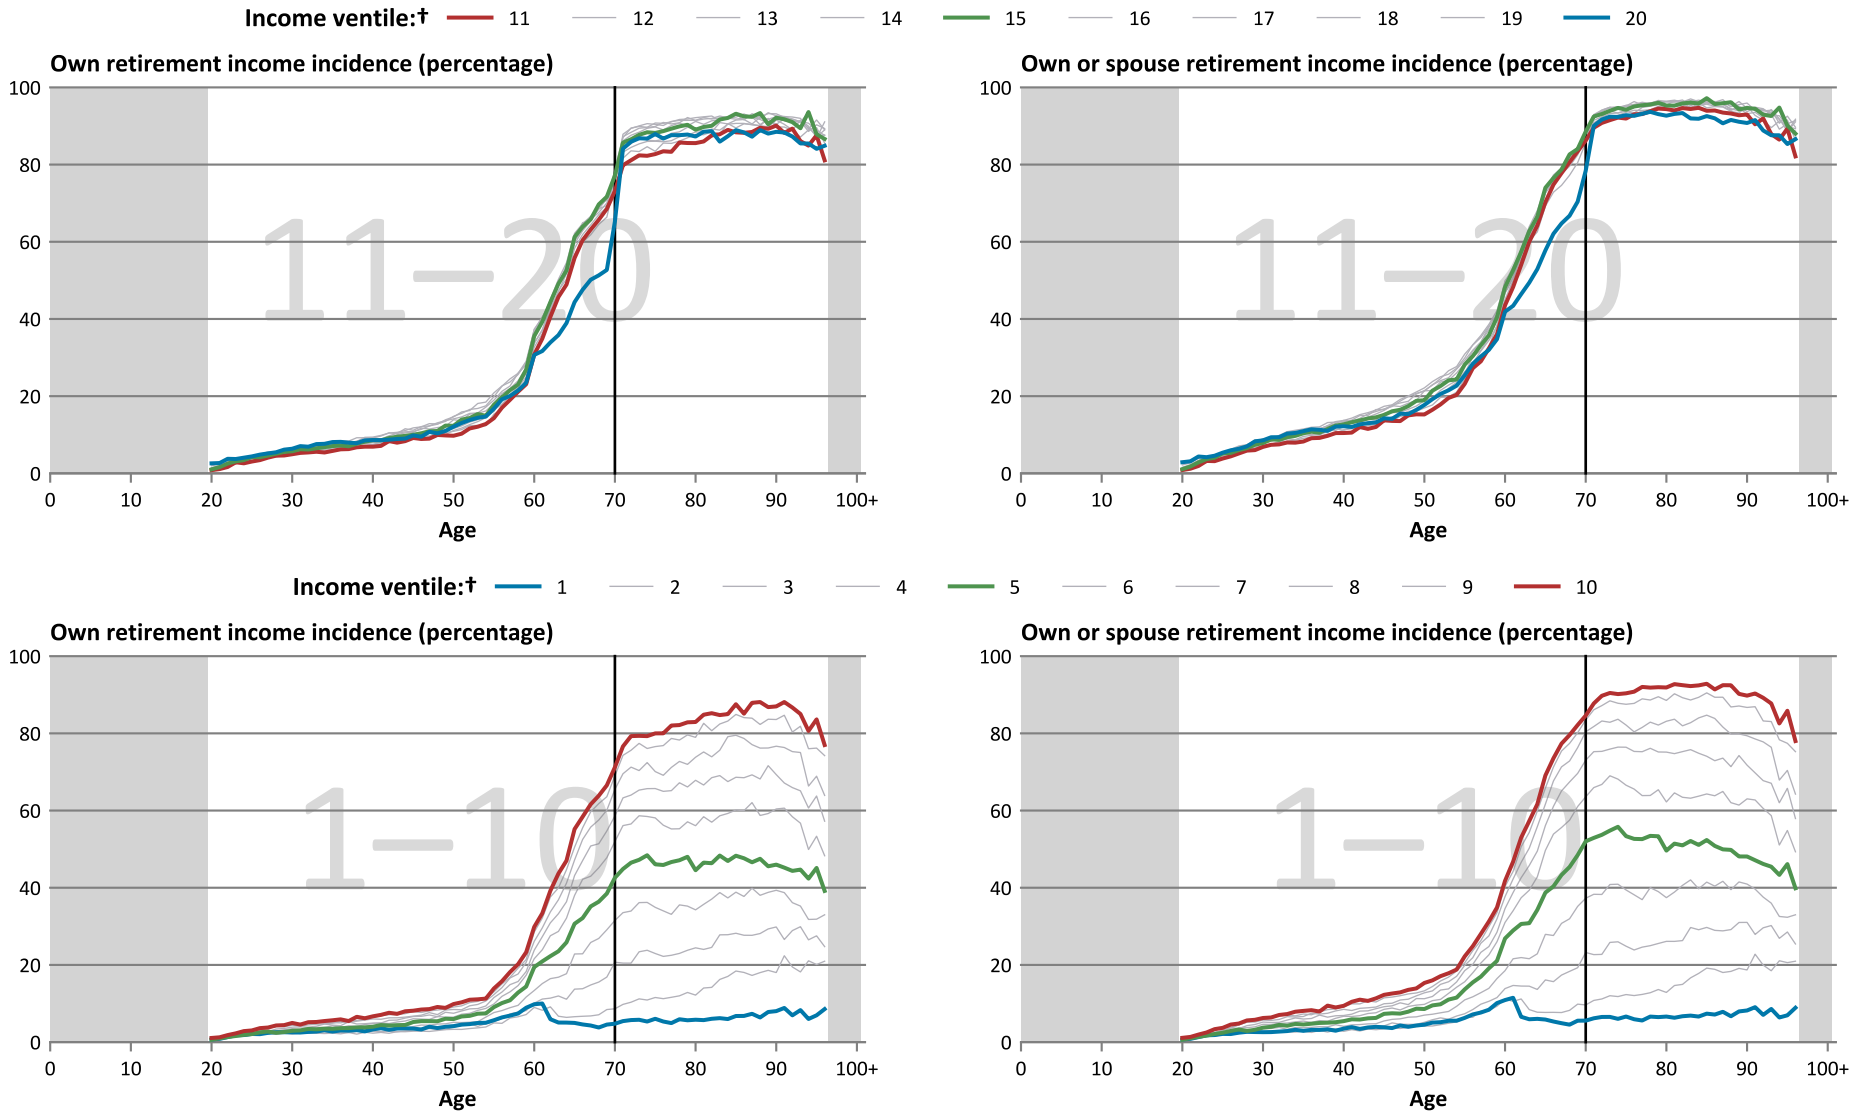 Income ventile:† 11 12 13 14 15 16 17 18 19 20
Own retirement income incidence (percentage)
100
80
60
40
20
0
11–20
0 10 20 30 40 50 60 70 80 90 100+
Age
Own or spouse retirement income incidence (percentage)
100
80
60
40
20
0
11–20
0 10 20 30 40 50 60 70 80 90 100+
Age
Income ventile:† 1 2 3 4 5 6 7 8 9 10
Own retirement income incidence (percentage)
100
80
60
40
20
0
1–10
0 10 20 30 40 50 60 70 80 90 100+
Age
Own or spouse retirement income incidence (percentage)
100
80
60
40
20
0
1–10
0 10 20 30 40 50 60 70 80 90 100+
Age